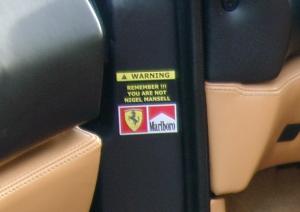 WARNING
REMEMBER !!!
YOU ARE NOT
NIGEL MANSELL
Marlboro